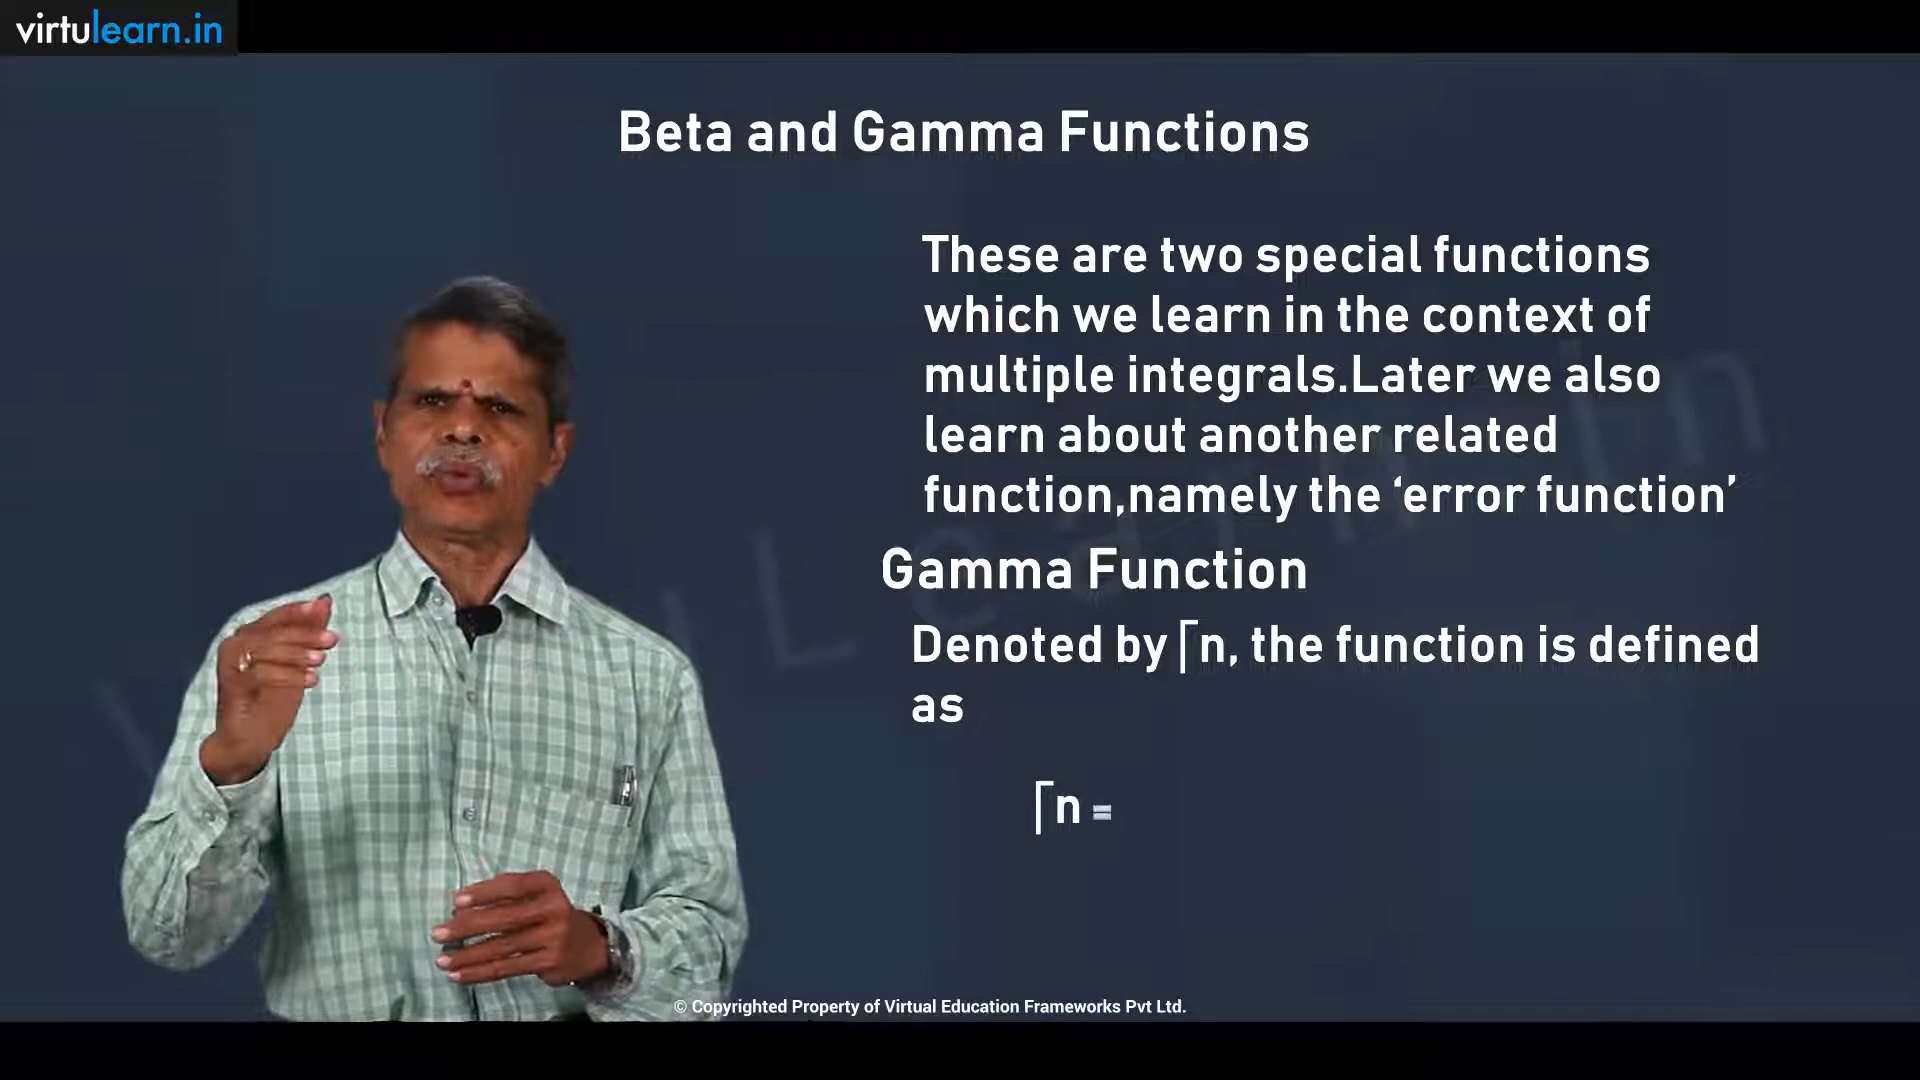 virtulearn.in
Beta and Gamma Functions
These are two special functions
which we learn in the context of
multiple integrals.Later we also
learn about another related
function,namely the ‘error function’
Gamma Function
Denoted by ⎾n, the function is defined
as
⎾n =
© Copyrighted Property of Virtual Education Frameworks Pvt Ltd.